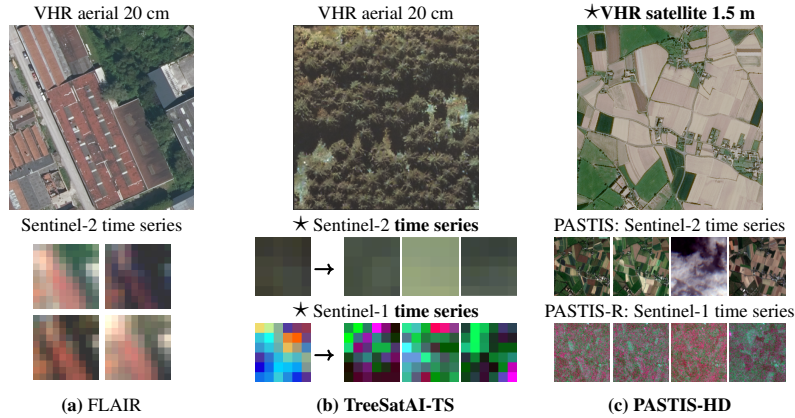 VHR aerial 20 cm
Sentinel-2 time series
(a) FLAIR
VHR aerial 20 cm
★ Sentinel-2 time series
→
★ Sentinel-1 time series
→
(b) TreeSatAI-TS
★VHR satellite 1.5 m
PASTIS: Sentinel-2 time series
PASTIS-R: Sentinel-1 time series
(c) PASTIS-HD